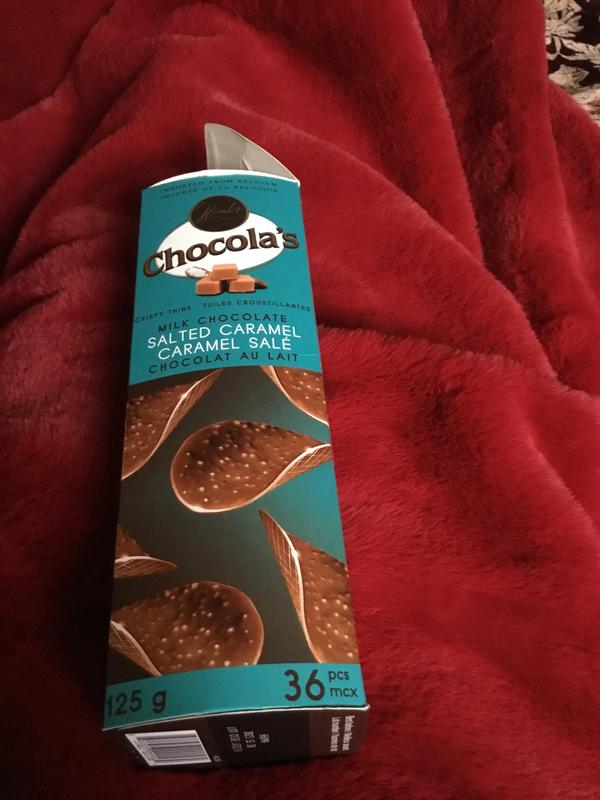 IMPORTED FROM BELGIUM
IMPORTÉ DE LA BELGIQUE
Hamlet
Chocola's
CRISPY THINS TUILES CROUSTILLANTES
MILK CHOCOLATE
SALTED CARAMEL
CARAMEL SALÉ
CHOCOLAT AU LAIT
125 g
36 pcs
mcx